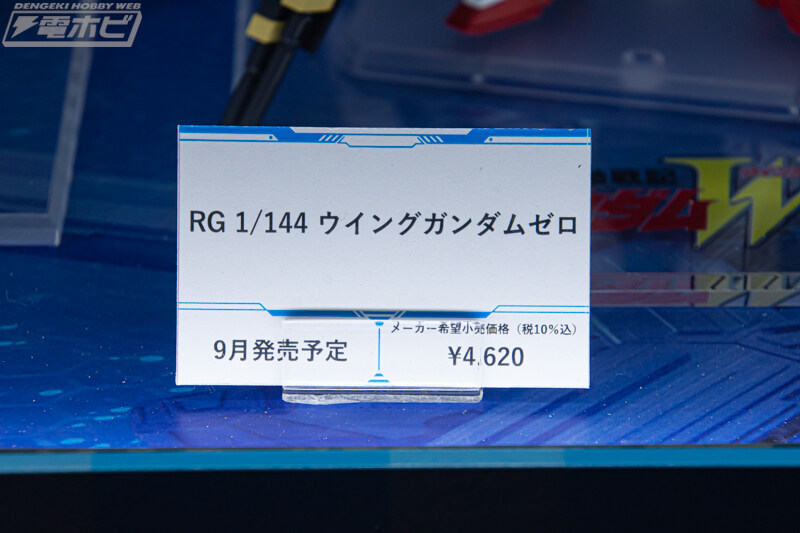 DENGEKI HOBBY WEB
電ホビ
RG 1/144 ウイングガンダムゼロ
9月発売予定
メーカー希望小売価格（税10%込）
¥4,620